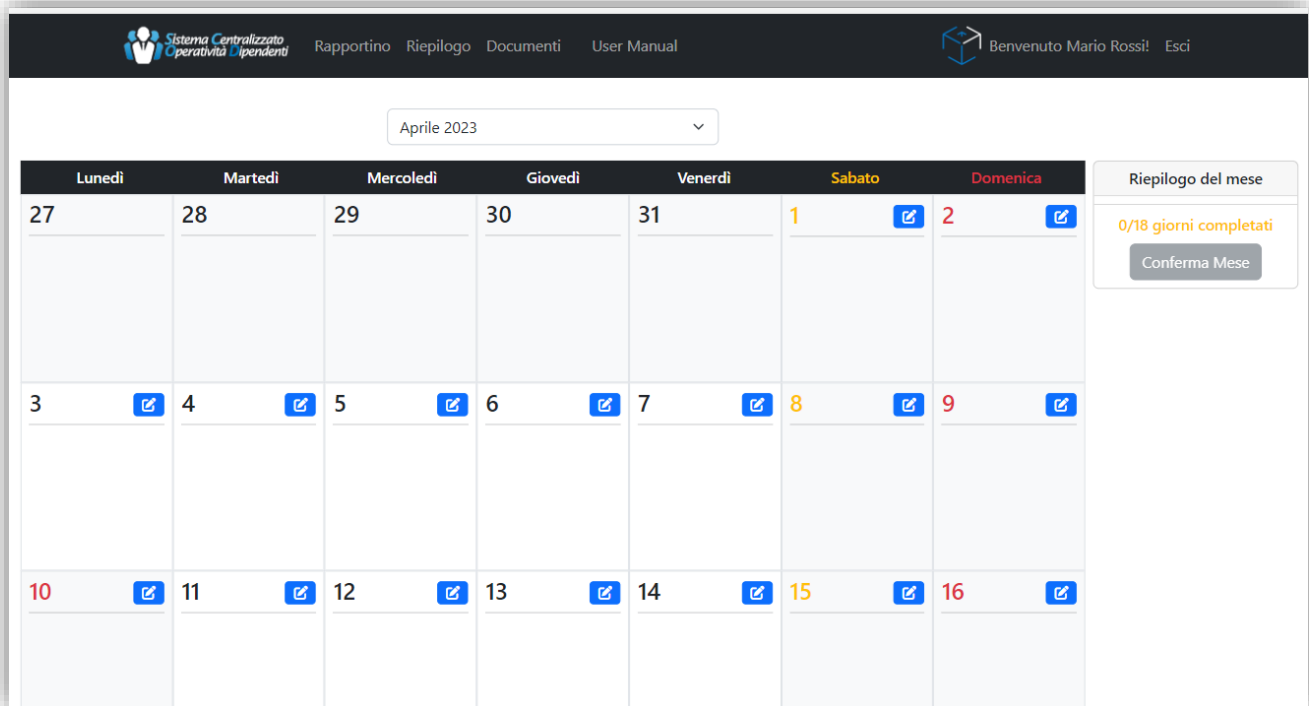 Sistema Centralizzato
Operatività Dipendenti
Rapportino Riepilogo Documenti User Manual
Benvenuto Mario Rossi! Esci
Aprile 2023
Lunedì Martedì Mercoledì Giovedì Venerdì Sabato Domenica
27 28 29 30 31 1 2
3 4 5 6 7 8 9
10 11 12 13 14 15 16
Riepilogo del mese
0/18 giorni completati
Conferma Mese